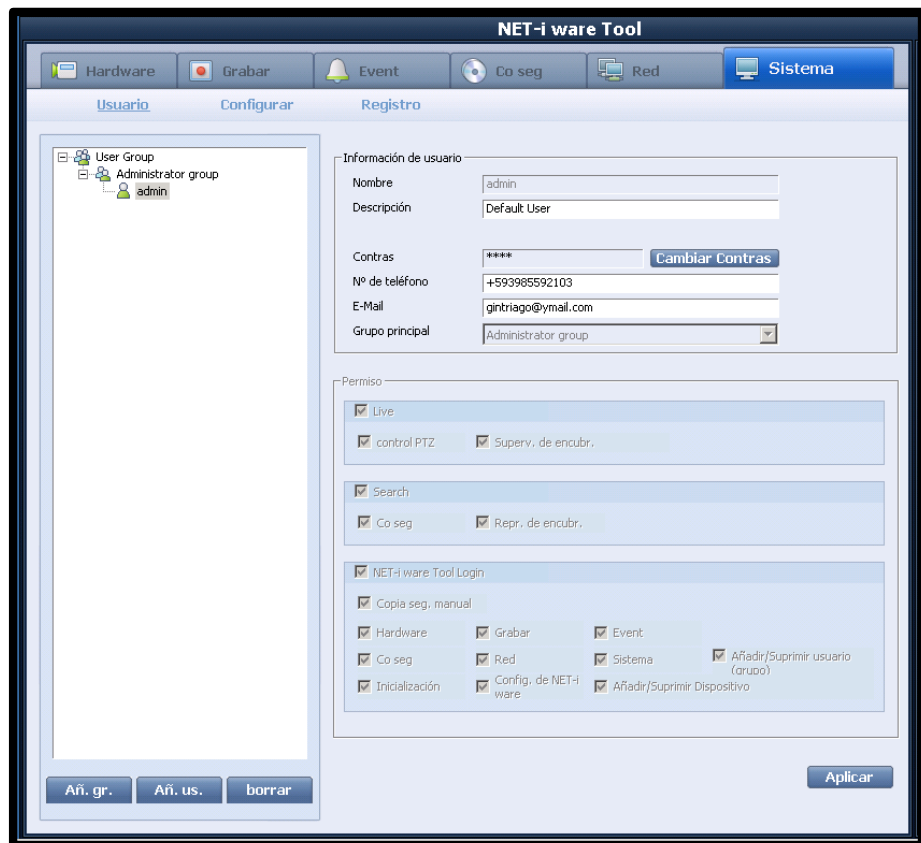 NET-i ware Tool
Hardware Grabar Event Co seg Red Sistema
Usuario Configurar Registro
User Group
Administrator group
admin
Información de usuario
Nombre admin
Descripción Default User
Contras **** Cambiar Contras
Nº de teléfono +593985592103
E-Mail gintriago@ymail.com
Grupo principal Administrator group
Permiso
Live
control PTZ Superv. de encubr.
Search
Co seg Repr. de encubr.
NET-i ware Tool Login
Copia seg. manual
Hardware Grabar Event
Co seg Red Sistema Añadir/Suprimir usuario
(grupo)
Inicialización Config. de NET-i
ware Añadir/Suprimir Dispositivo
Añ. gr. Añ. us. borrar
Aplicar